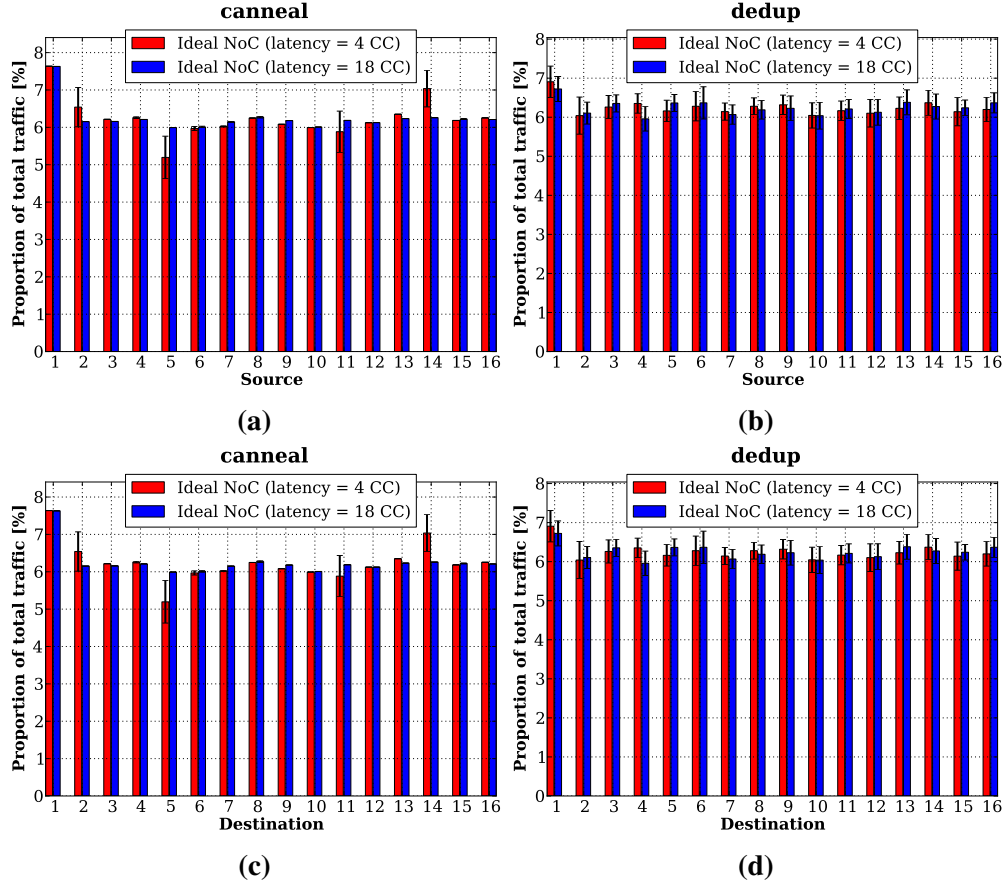 canneal
Ideal NoC (latency = 4 CC)
Ideal NoC (latency = 18 CC)
Proportion of total traffic [%]
8
7
6
5
4
3
2
1
0
1 2 3 4 5 6 7 8 9 10 11 12 13 14 15 16
Source
(a)
dedup
Ideal NoC (latency = 4 CC)
Ideal NoC (latency = 18 CC)
Proportion of total traffic [%]
8
7
6
5
4
3
2
1
0
1 2 3 4 5 6 7 8 9 10 11 12 13 14 15 16
Source
(b)
canneal
Ideal NoC (latency = 4 CC)
Ideal NoC (latency = 18 CC)
Proportion of total traffic [%]
8
7
6
5
4
3
2
1
0
1 2 3 4 5 6 7 8 9 10 11 12 13 14 15 16
Destination
(c)
dedup
Ideal NoC (latency = 4 CC)
Ideal NoC (latency = 18 CC)
Proportion of total traffic [%]
8
7
6
5
4
3
2
1
0
1 2 3 4 5 6 7 8 9 10 11 12 13 14 15 16
Destination
(d)